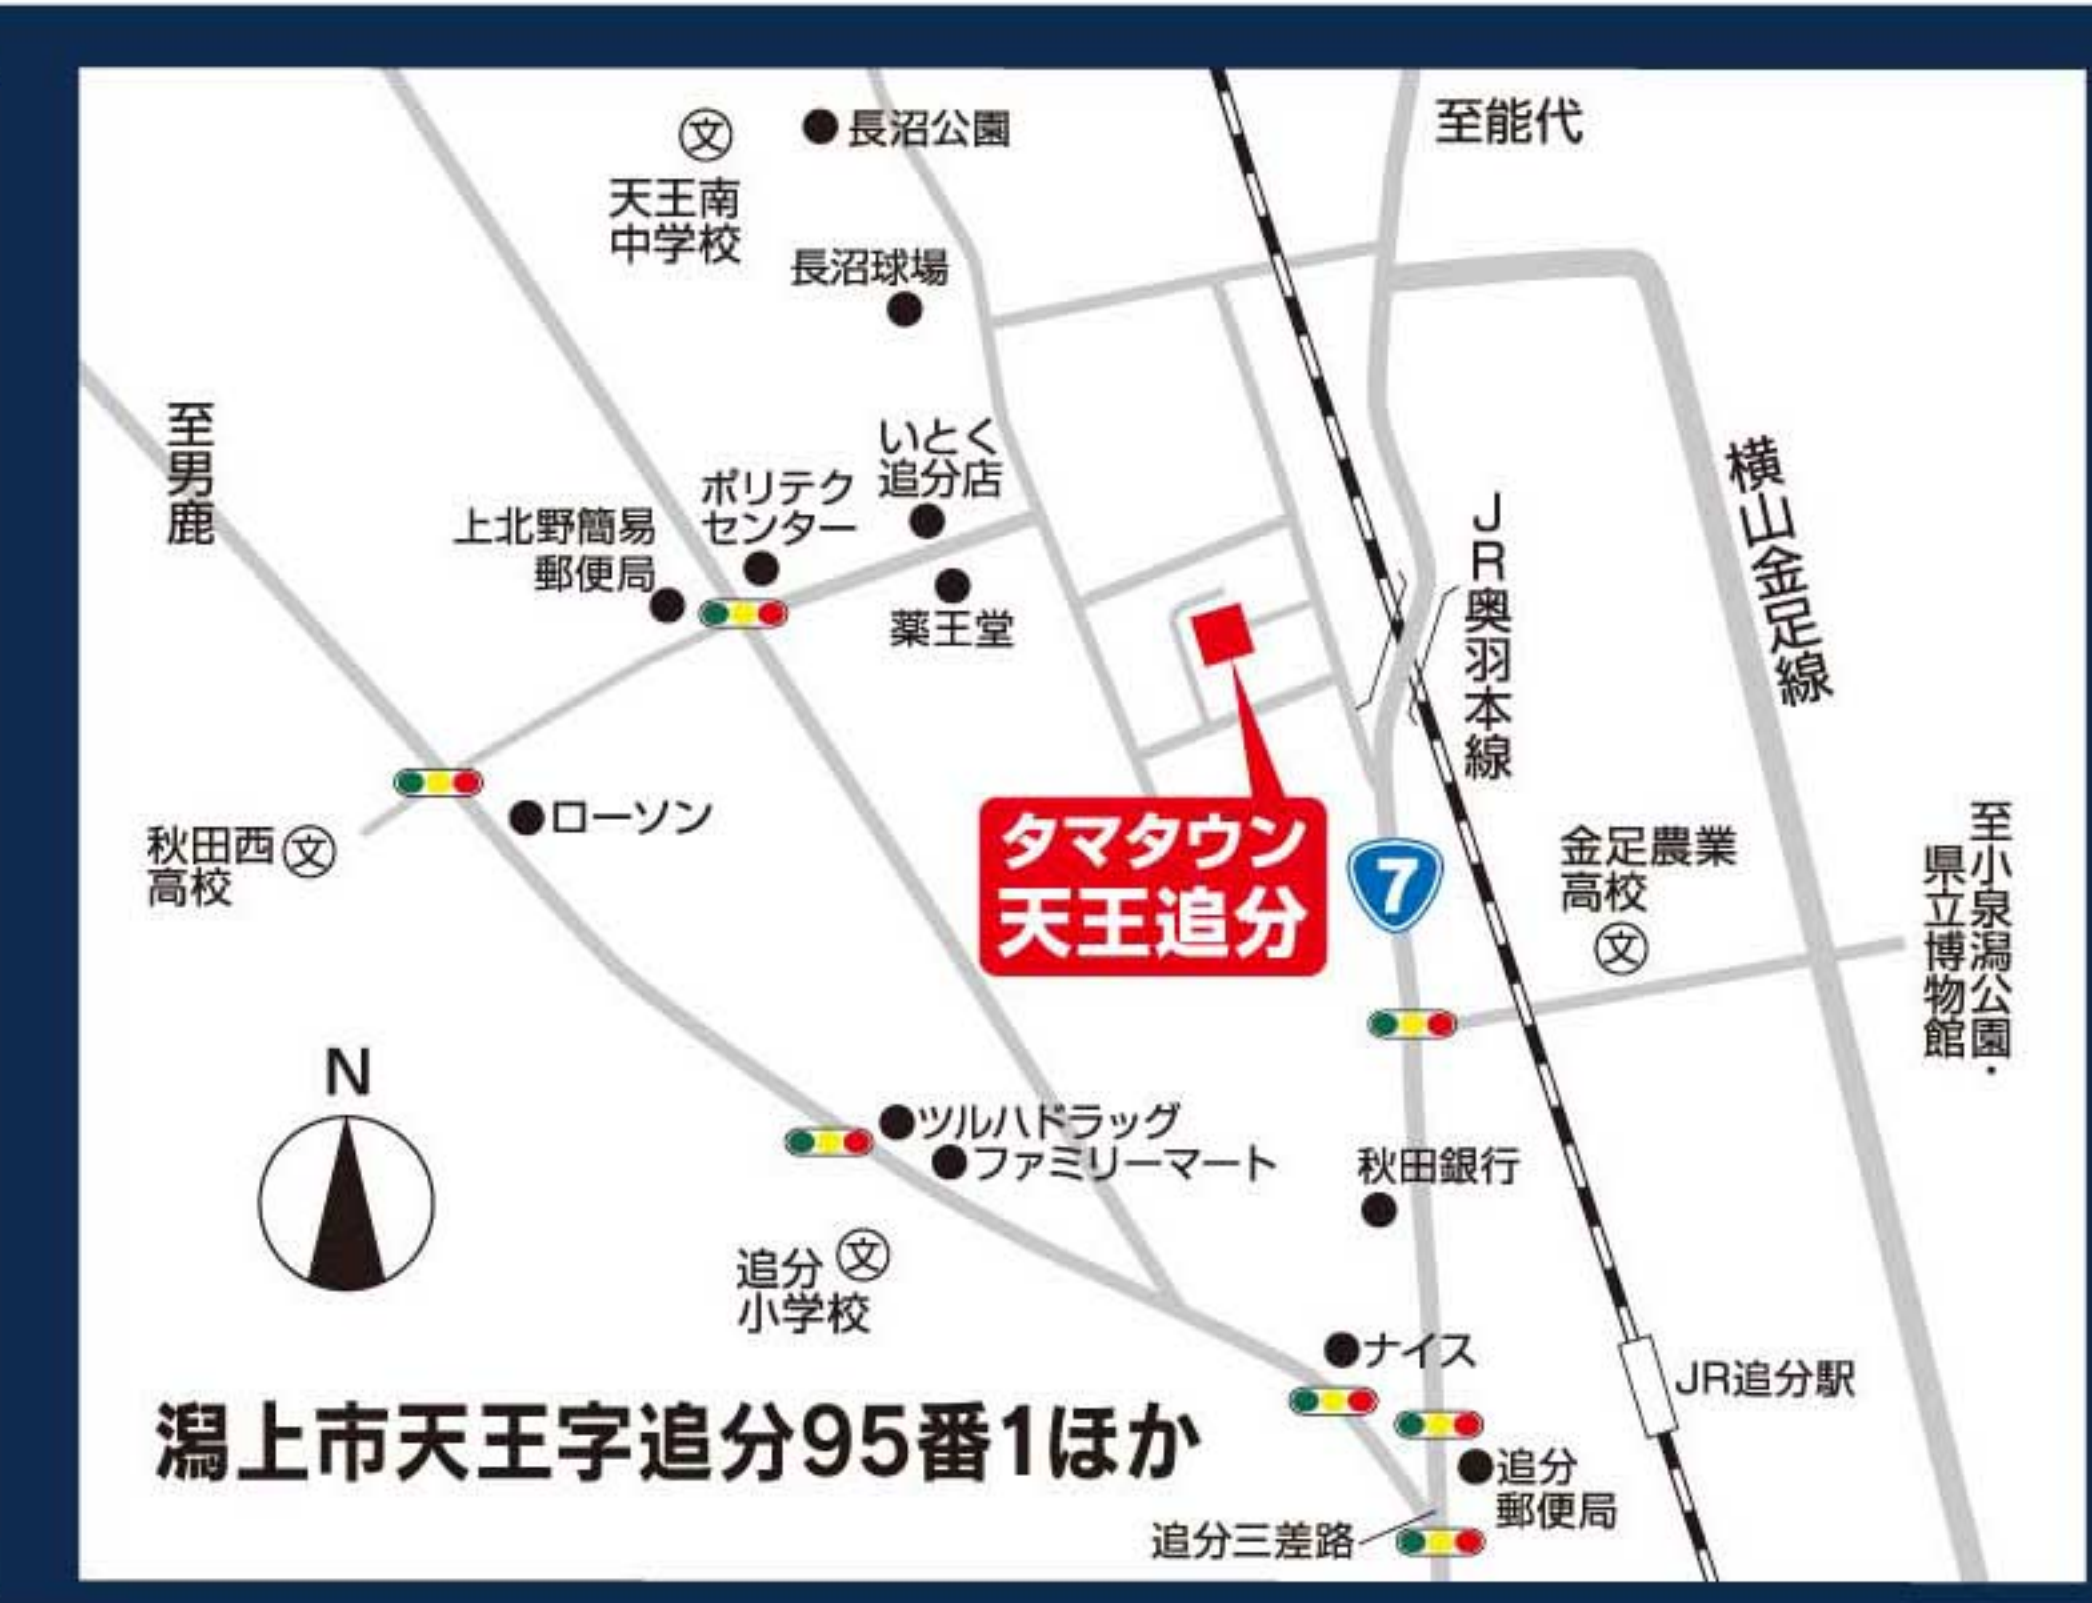 長沼公園
文
天王南
中学校
長沼球場
至能代
至男鹿
いとく
追分店
ポリテク
センター
上北野簡易
郵便局
薬王堂
JR奥羽本線
横山金足線
ローソン
秋田西
高校
文
タマタウン
天王追分
7
金足農業
高校
文
至小泉潟公園・
県立博物館
N
ツルハドラッグ
ファミリーマート
秋田銀行
追分
小学校
文
ナイス
JR追分駅
潟上市天王字追分95番1ほか
追分
郵便局
追分三差路